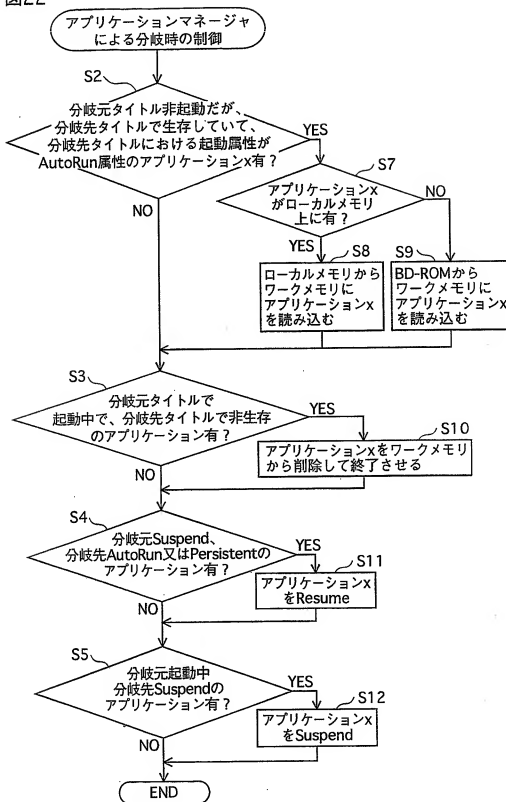 図22
アプリケーションマネージャ
による分岐時の制御
S2
分岐元タイトル非起動だが、
分岐先タイトルで生存していて、
分岐先タイトルにおける起動属性が
AutoRun属性のアプリケーションx有？
YES
NO
S7
アプリケーションx
がローカルメモリ
上に有？
NO
YES
S8
ローカルメモリから
ワークメモリに
アプリケーションx
を読み込む
S9
BD-ROMから
ワークメモリに
アプリケーションx
を読み込む
S3
分岐元タイトルで
起動中で、分岐先タイトルで非生存
のアプリケーション有？
YES
NO
S10
アプリケーションxをワークメモリ
から削除して終了させる
S4
分岐元Suspend、
分岐先AutoRun又はPersistentの
アプリケーション有？
YES
NO
S11
アプリケーションx
をResume
S5
分岐元起動中
分岐先Suspendの
アプリケーション有？
YES
NO
S12
アプリケーションx
をSuspend
END